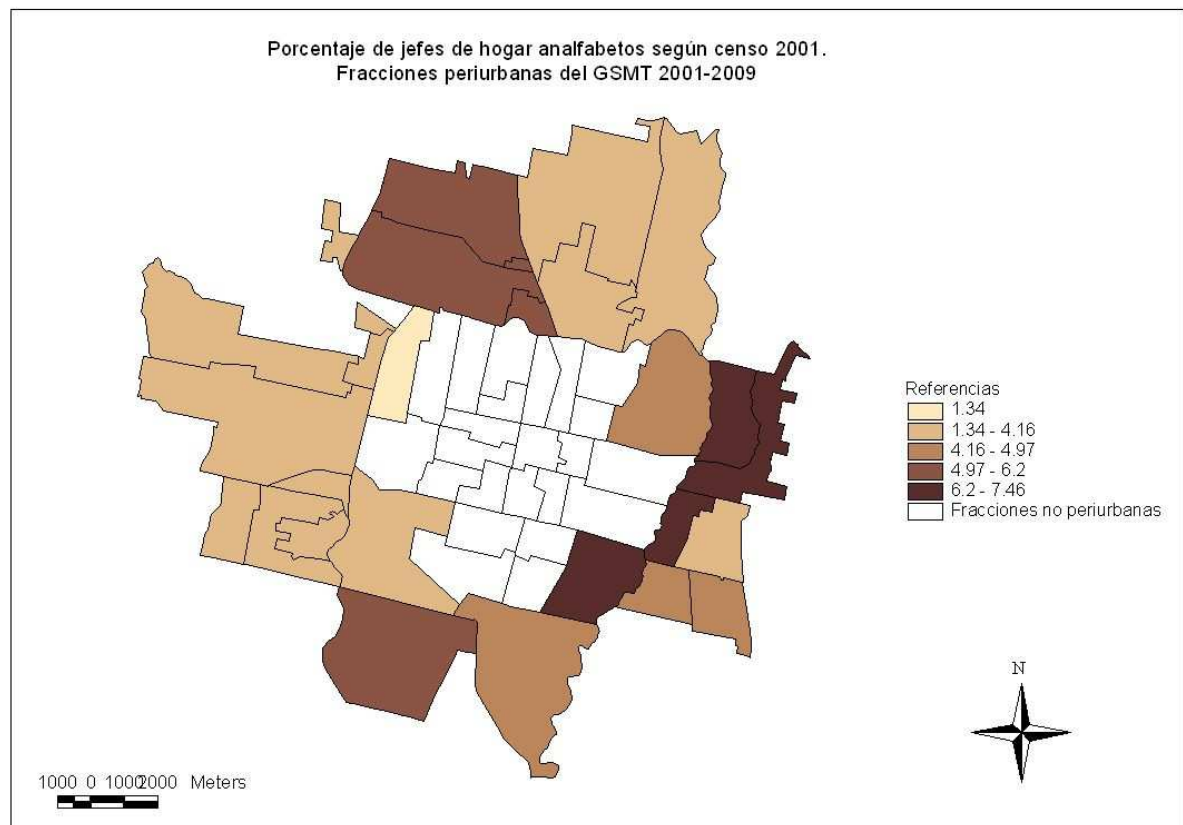 Porcentaje de jefes de hogar analfabetos según censo 2001.
Fracciones periurbanas del GSMT 2001-2009
Referencias
1.34
1.34 - 4.16
4.16 - 4.97
4.97 - 6.2
6.2 - 7.46
Fracciones no periurbanas
N
1000 0 1000 2000 Meters